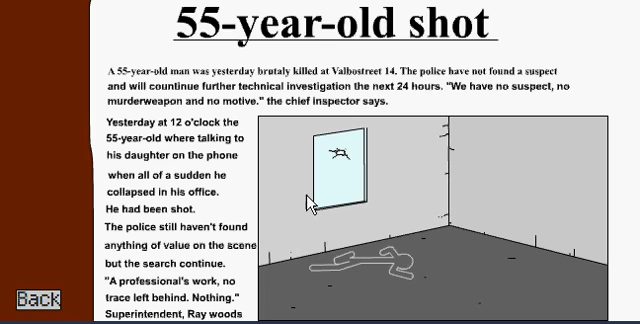 55-year-old shot
A 55-year-old man was yesterday brutaly killed at Valbostreet 14. The police have not found a suspect
and will countinue further technical investigation the next 24 hours. "We have no suspect, no
murderweapon and no motive." the chief inspector says.
Yesterday at 12 o'clock the
55-year-old where talking to
his daughter on the phone
when all of a sudden he
collapsed in his office.
He had been shot.
The police still haven't found
anything of value on the scene
but the search continue.
"A professional's work, no
trace left behind. Nothing."
Superintendent, Ray woods
Back